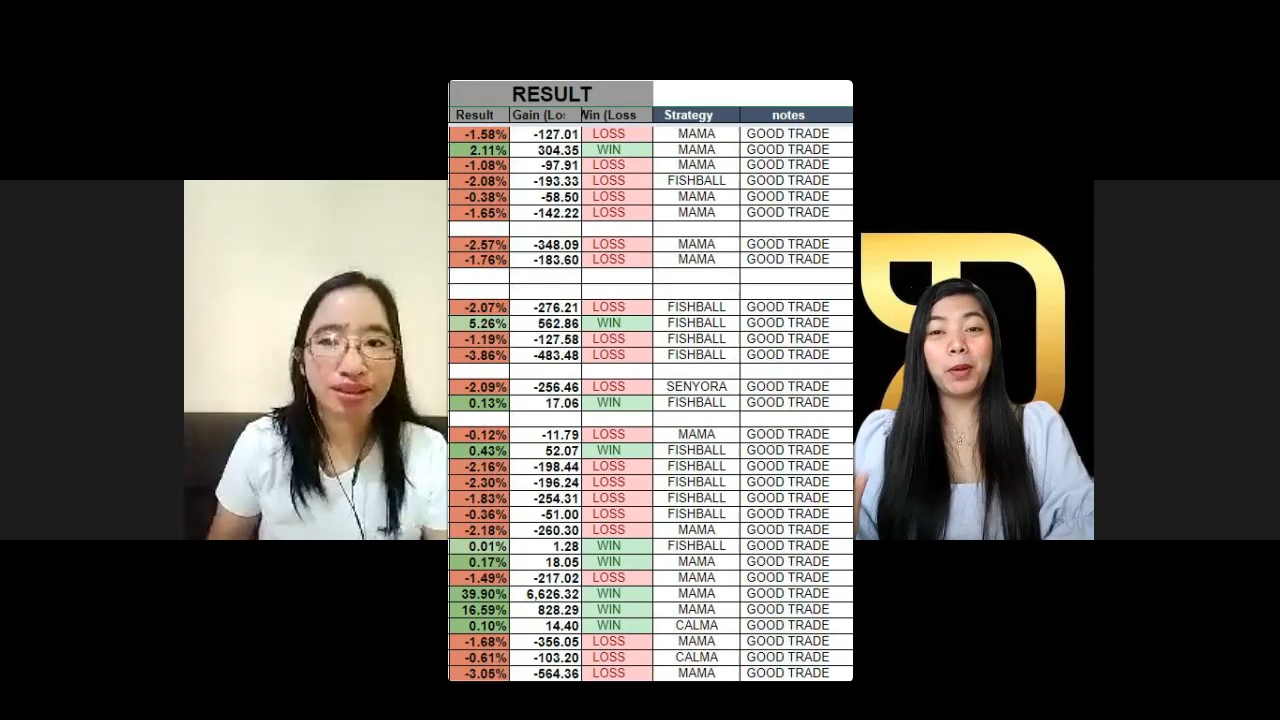 RESULT
Result Gain (Lo Win (Loss Strategy notes
-1.58% -127.01 LOSS MAMA GOOD TRADE
2.11% 304.35 WIN MAMA GOOD TRADE
-1.08% -97.91 LOSS MAMA GOOD TRADE
-2.08% -193.33 LOSS FISHBALL GOOD TRADE
-0.38% -58.50 LOSS MAMA GOOD TRADE
-1.65% -142.22 LOSS MAMA GOOD TRADE
-2.57% -348.09 LOSS MAMA GOOD TRADE
-1.76% -183.60 LOSS MAMA GOOD TRADE
-2.07% -276.21 LOSS FISHBALL GOOD TRADE
5.26% 562.86 WIN FISHBALL GOOD TRADE
-1.19% -127.58 LOSS FISHBALL GOOD TRADE
-3.86% -483.48 LOSS FISHBALL GOOD TRADE
-2.09% -256.46 LOSS SENYORA GOOD TRADE
0.13% 17.06 WIN FISHBALL GOOD TRADE
-0.12% -11.79 LOSS MAMA GOOD TRADE
0.43% 52.07 WIN FISHBALL GOOD TRADE
-2.16% -198.44 LOSS FISHBALL GOOD TRADE
-2.30% -196.24 LOSS FISHBALL GOOD TRADE
-1.83% -254.31 LOSS FISHBALL GOOD TRADE
-0.36% -51.00 LOSS FISHBALL GOOD TRADE
-2.18% -260.30 LOSS MAMA GOOD TRADE
0.01% 1.28 WIN FISHBALL GOOD TRADE
0.17% 18.05 WIN MAMA GOOD TRADE
-1.49% -217.02 LOSS MAMA GOOD TRADE
39.90% 6,626.32 WIN MAMA GOOD TRADE
16.59% 828.29 WIN MAMA GOOD TRADE
0.10% 14.40 WIN CALMA GOOD TRADE
-1.68% -356.05 LOSS MAMA GOOD TRADE
-0.61% -103.20 LOSS CALMA GOOD TRADE
-3.05% -564.36 LOSS MAMA GOOD TRADE